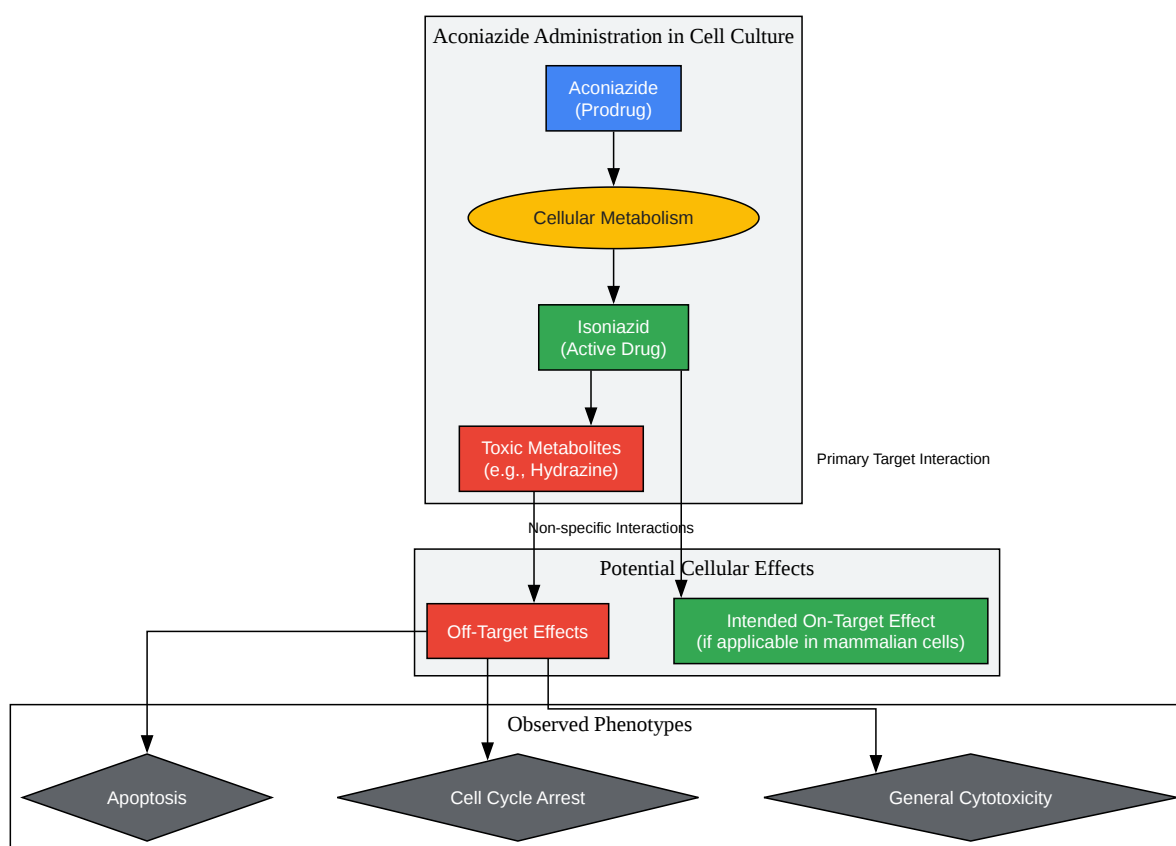 Aconiazide Administration in Cell Culture
Aconiazide
(Prodrug)
Cellular Metabolism
Isoniazid
(Active Drug)
Toxic Metabolites
(e.g., Hydrazine)
Primary Target Interaction
Non-specific Interactions
Potential Cellular Effects
Off-Target Effects
Intended On-Target Effect
(if applicable in mammalian cells)
Observed Phenotypes
Apoptosis
Cell Cycle Arrest
General Cytotoxicity